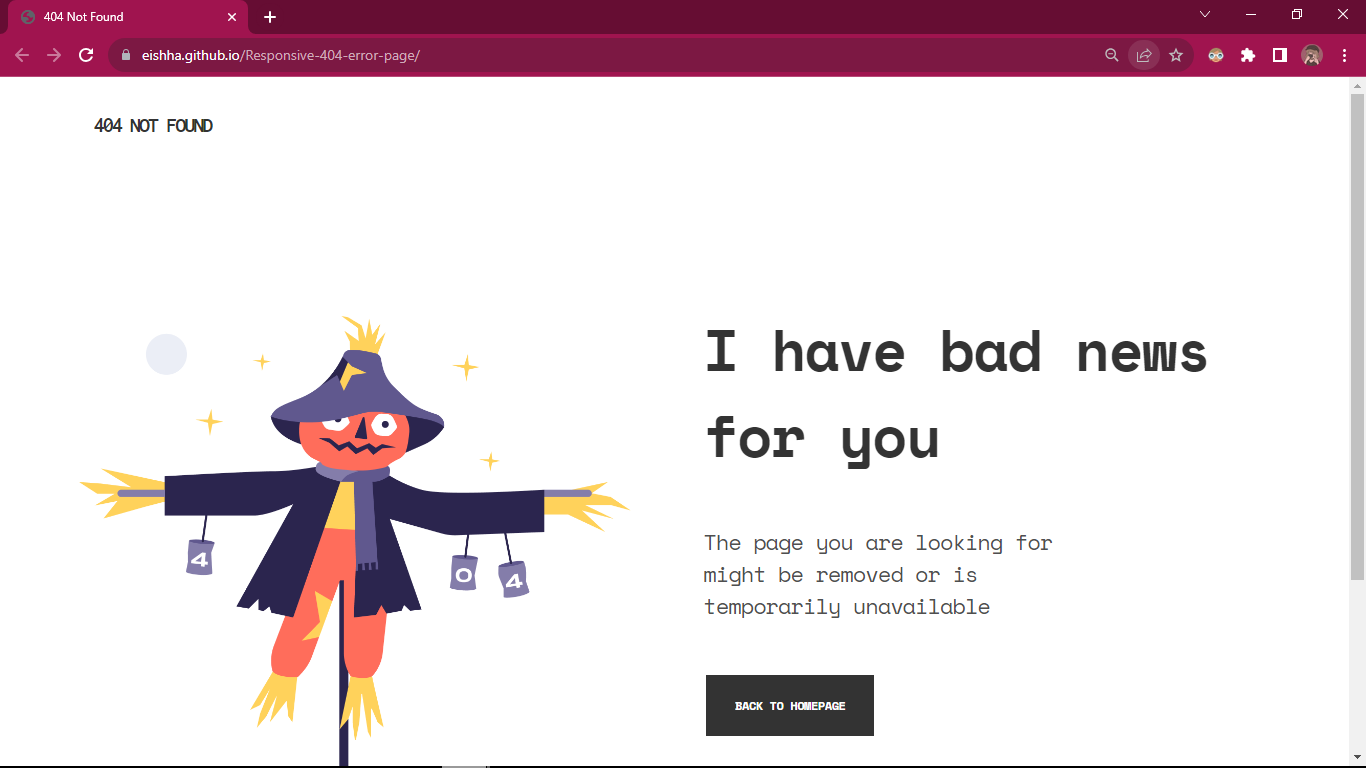 404 Not Found
eishha.github.io/Responsive-404-error-page/
404 NOT FOUND
I have bad news
for you
4
0
4
The page you are looking for
might be removed or is
temporarily unavailable
BACK TO HOMEPAGE